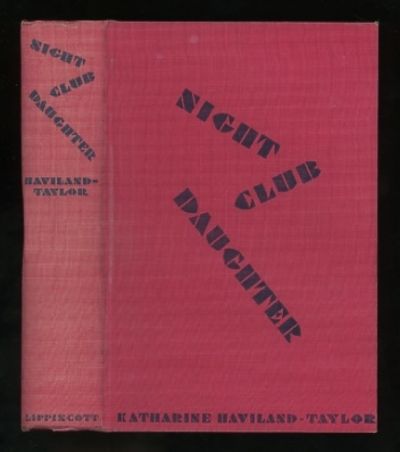 NIGHT
CLUB
DAUGHTER
HAVILAND-
TAYLOR
LIPPINCOTT
NIGHT
CLUB
DAUGHTER
KATHARINE HAVILAND-TAYLOR